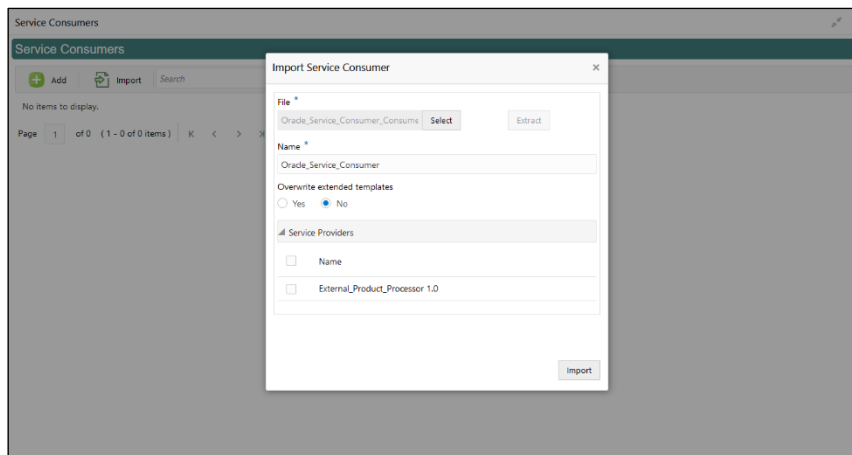 Service Consumers
Service Consumers
Add Import Search
No items to display.
Page 1 of 0 (1 - 0 of 0 items)
Import Service Consumer
File *
Oracle_Service_Consumer_Consume Select Extract
Name *
Oracle_Service_Consumer
Overwrite extended templates
Yes No
Service Providers
Name
External_Product_Processor 1.0
Import